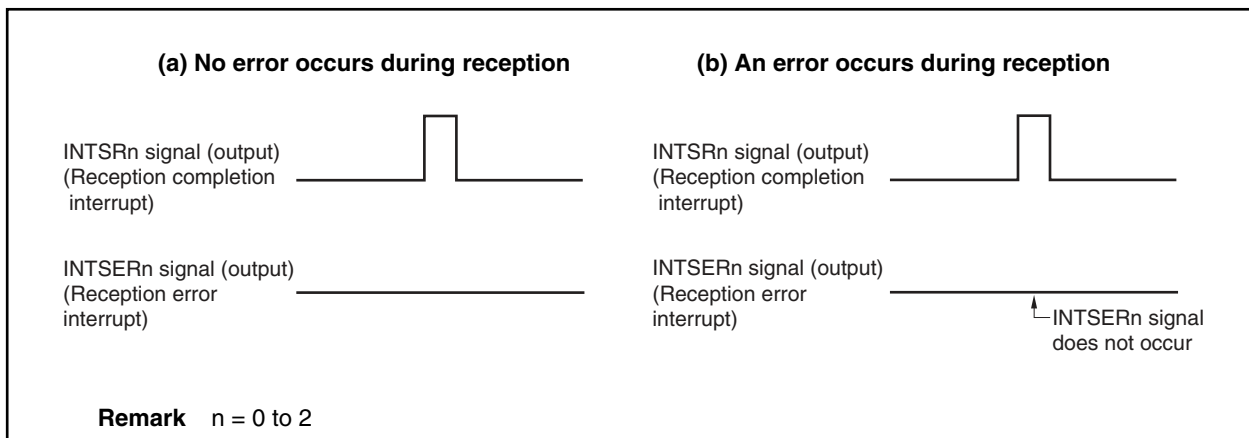 (a) No error occurs during reception
INTSRn signal (output)
(Reception completion
interrupt)
INTSERn signal (output)
(Reception error
interrupt)
(b) An error occurs during reception
INTSRn signal (output)
(Reception completion
interrupt)
INTSERn signal (output)
(Reception error
interrupt)
INTSERn signal
does not occur
Remark n = 0 to 2